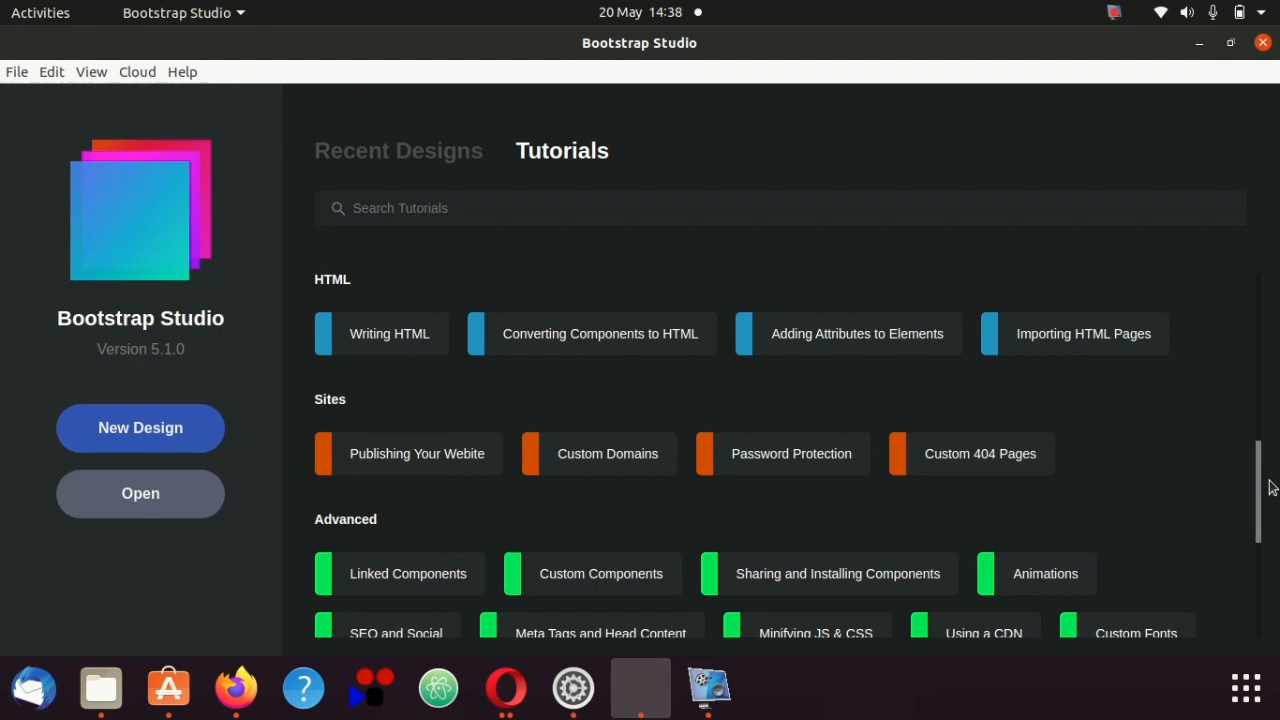 Activities Bootstrap Studio 20 May 14:38
Bootstrap Studio
File Edit View Cloud Help
Recent Designs Tutorials
Search Tutorials
Bootstrap Studio
Version 5.1.0
New Design
Open
HTML
Writing HTML Converting Components to HTML Adding Attributes to Elements Importing HTML Pages
Sites
Publishing Your Webite Custom Domains Password Protection Custom 404 Pages
Advanced
Linked Components Custom Components Sharing and Installing Components Animations
SEO and Social Meta Tags and Head Content Minifying JS & CSS Using a CDN Custom Fonts